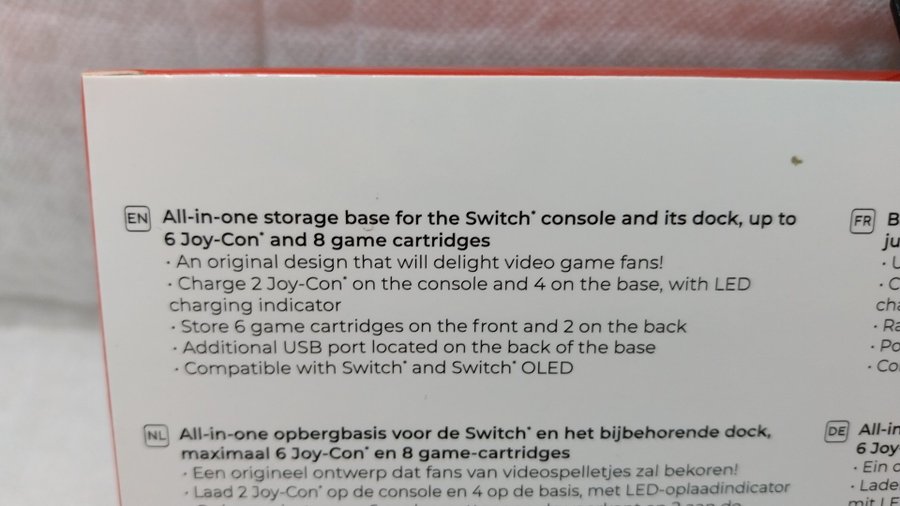 EN All-in-one storage base for the Switch* console and its dock, up to
6 Joy-Con* and 8 game cartridges
· An original design that will delight video game fans!
· Charge 2 Joy-Con* on the console and 4 on the base, with LED
charging indicator
· Store 6 game cartridges on the front and 2 on the back
· Additional USB port located on the back of the base
· Compatible with Switch* and Switch* OLED
FR
NL All-in-one opbergbasis voor de Switch* en het bijbehorende dock,
maximaal 6 Joy-Con* en 8 game-cartridges
· Een origineel ontwerp dat fans van videospelletjes zal bekoren!
· Laad 2 Joy-Con* op de console en 4 op de basis, met LED-oplaadindicator
DE All-in
6 Joy
· Ein
· Lade
mit LE